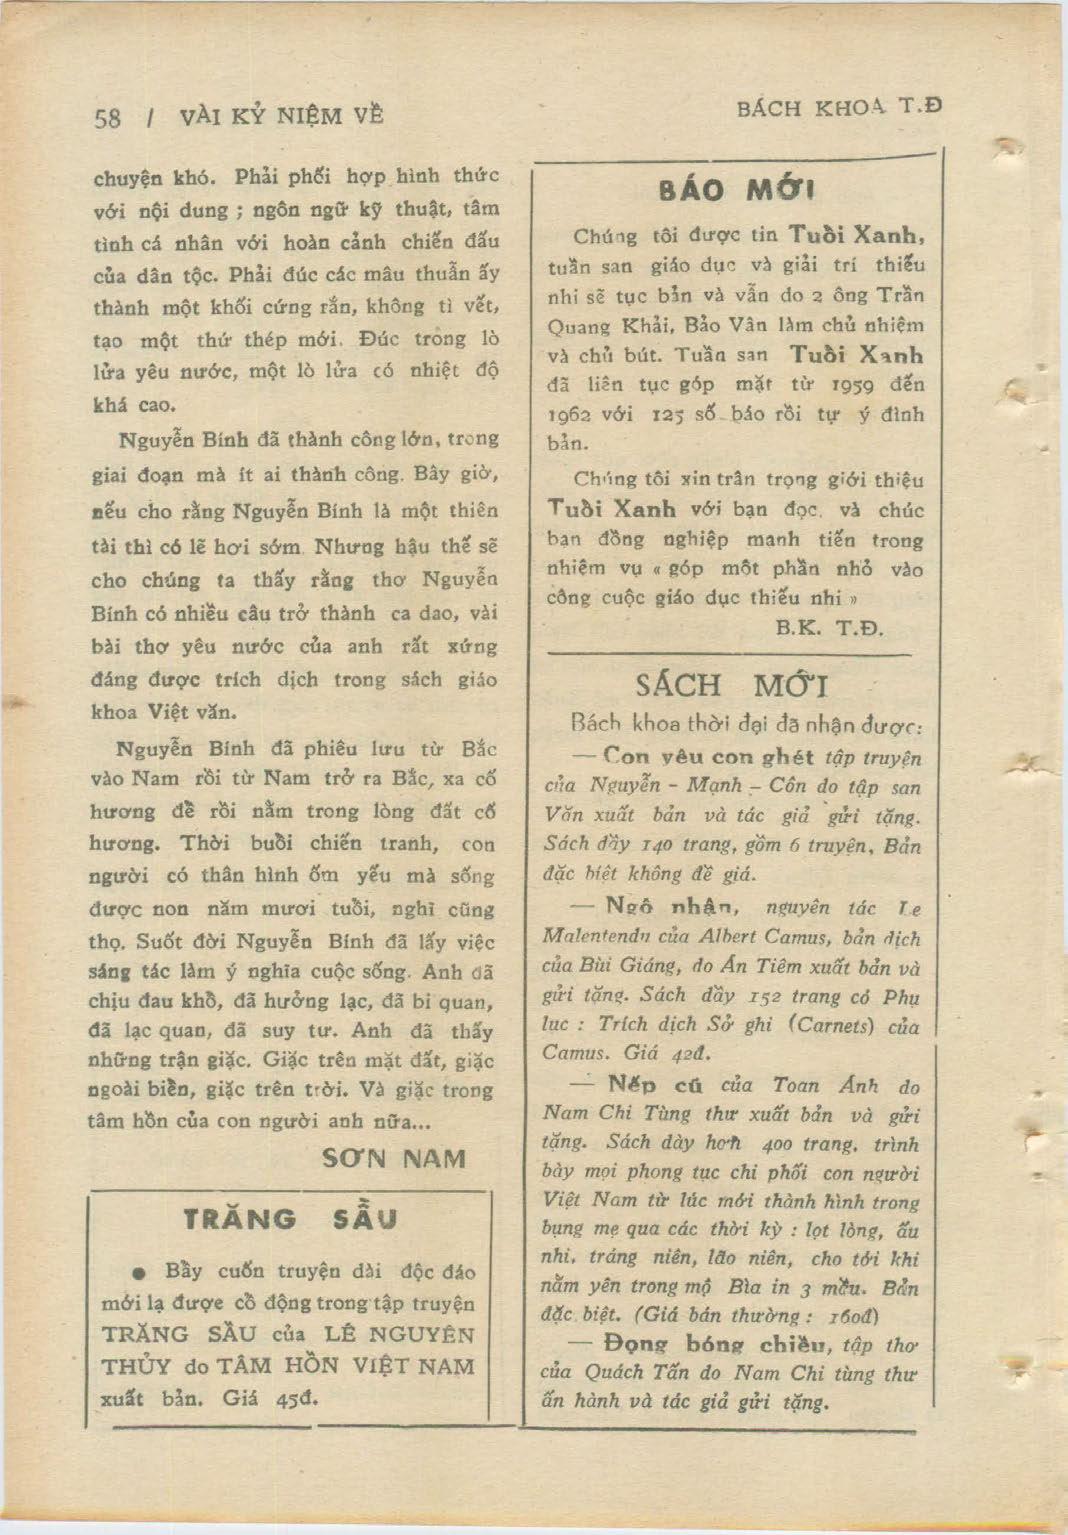 58 / VÀI KỶ NIỆM VỀ
BÁCH KHOA T.Đ
chuyện khó. Phải phối hợp hình thức
với nội dung ; ngôn ngữ kỹ thuật, tâm
tình cá nhân với hoàn cảnh chiến đấu
của dân tộc. Phải đúc các mâu thuẫn ấy
thành một khối cứng rắn, không tì vết,
tạo một thứ thép mới. Đúc trong lò
lửa yêu nước, một lò lửa có nhiệt độ
khá cao.
Nguyễn Bính đã thành công lớn, trong
giai đoạn mà ít ai thành công. Bây giờ,
nếu cho rằng Nguyễn Bính là một thiên
tài thì có lẽ hơi sớm. Nhưng hậu thế sẽ
cho chúng ta thấy rằng thơ Nguyễn
Bính có nhiều câu trở thành ca dao, vài
bài thơ yêu nước của anh rất xứng
đáng được trích dịch trong sách giáo
khoa Việt văn.
Nguyễn Bính đã phiêu lưu từ Bắc
vào Nam rồi từ Nam trở ra Bắc, xa cố
hương để rồi nằm trong lòng đất cố
hương. Thời buổi chiến tranh, con
người có thân hình ốm yếu mà sống
được non năm mươi tuổi, nghĩ cũng
thọ. Suốt đời Nguyễn Bính đã lấy việc
sáng tác làm ý nghĩa cuộc sống. Anh đã
chịu đau khổ, đã hưởng lạc, đã bi quan,
đã lạc quan, đã suy tư. Anh đã thấy
những trận giặc. Giặc trên mặt đất, giặc
ngoài biển, giặc trên trời. Và giặc trong
tâm hồn của con người anh nữa...
SƠN NAM
TRĂNG SẦU
● Bầy cuốn truyện dài độc đáo
mới lạ được cồ động trong tập truyện
TRĂNG SẦU của LÊ NGUYÊN
THỦY do TÂM HỒN VIỆT NAM
xuất bản. Giá 45đ.
BÁO MỚI
Chúng tôi được tin Tuổi Xanh,
tuần san giáo dục và giải trí thiếu
nhi sẽ tục bản và vẫn do 2 ông Trần
Quang Khải, Bảo Vân làm chủ nhiệm
và chủ bút. Tuần san Tuổi Xanh
đã liên tục góp mặt từ 1959 đến
1962 với 125 số báo rồi tự ý đình
bản.
Chúng tôi xin trân trọng giới thiệu
Tuổi Xanh với bạn đọc, và chúc
bạn đồng nghiệp mạnh tiến trong
nhiệm vụ « góp một phần nhỏ vào
công cuộc giáo dục thiếu nhi »
B.K. T.Đ.
SÁCH MỚI
Bách khoa thời đại đã nhận được:
— Con yêu con ghét tập truyện
của Nguyễn - Mạnh - Côn do tập san
Văn xuất bản và tác giả gửi tặng.
Sách đầy 140 trang, gồm 6 truyện, Bản
đặc biệt không đề giá.
— Ngộ nhận, nguyên tác Le
Malentendu của Albert Camus, bản dịch
của Bùi Giáng, do Án Tiêm xuất bản và
gửi tặng. Sách dầy 152 trang có Phụ
lục : Trích dịch Sở ghi (Carnets) của
Camus. Giá 42đ.
— Nếp cũ của Toan Ánh do
Nam Chi Tùng thư xuất bản và gửi
tặng. Sách dày hơn 400 trang, trình
bày mọi phong tục chi phối con người
Việt Nam từ lúc mới thành hình trong
bụng mẹ qua các thời kỳ : lọt lòng, ấu
nhi, tráng niên, lão niên, cho tới khi
nằm yên trong mộ Bìa in 3 mầu. Bản
đặc biệt. (Giá bán thường : 160đ)
— Đọng bóng chiều, tập thơ
của Quách Tấn do Nam Chi tùng thư
ấn hành và tác giả gửi tặng.